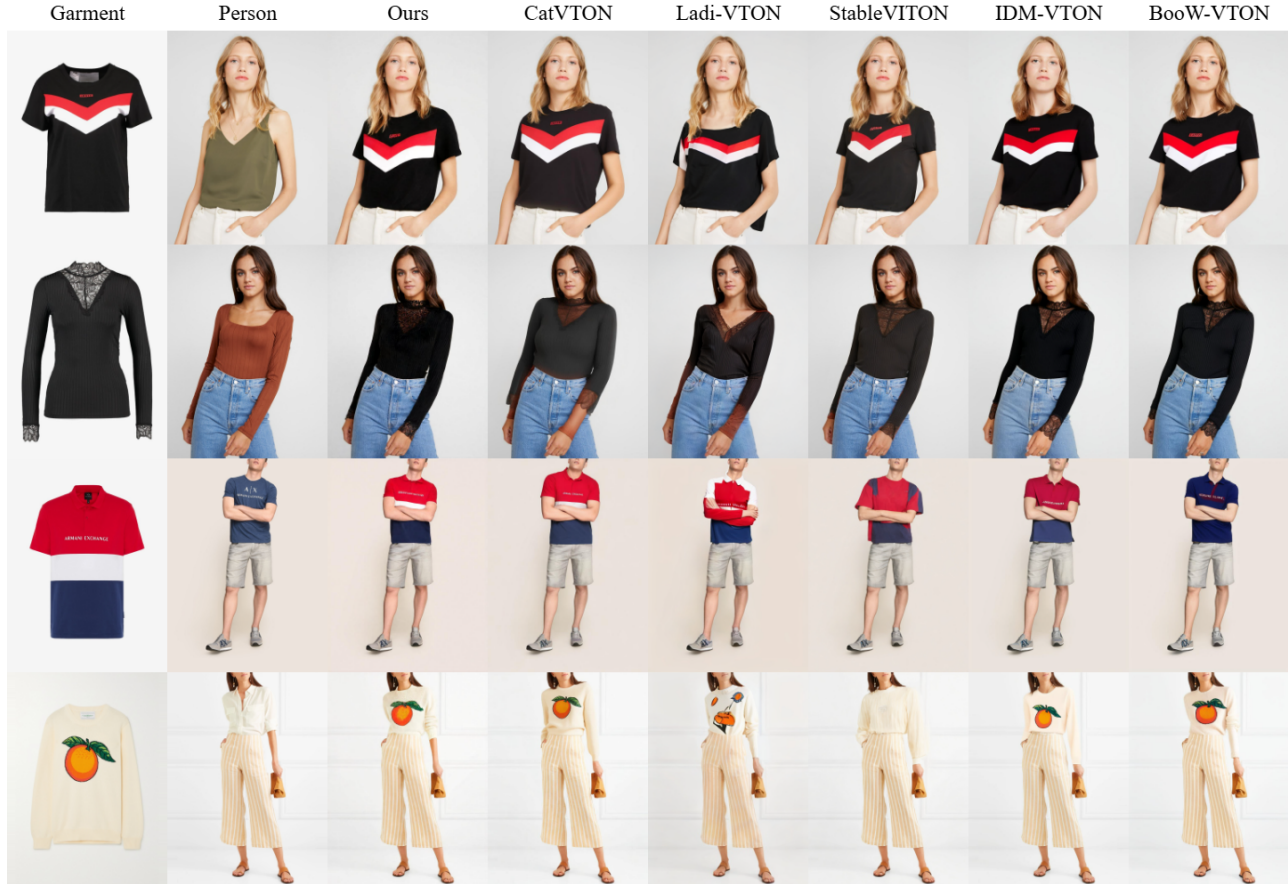 Garment Person Ours CatVTON Ladi-VTON StableVITON IDM-VTON BooW-VTON
A|X
ARMANI EXCHANGE